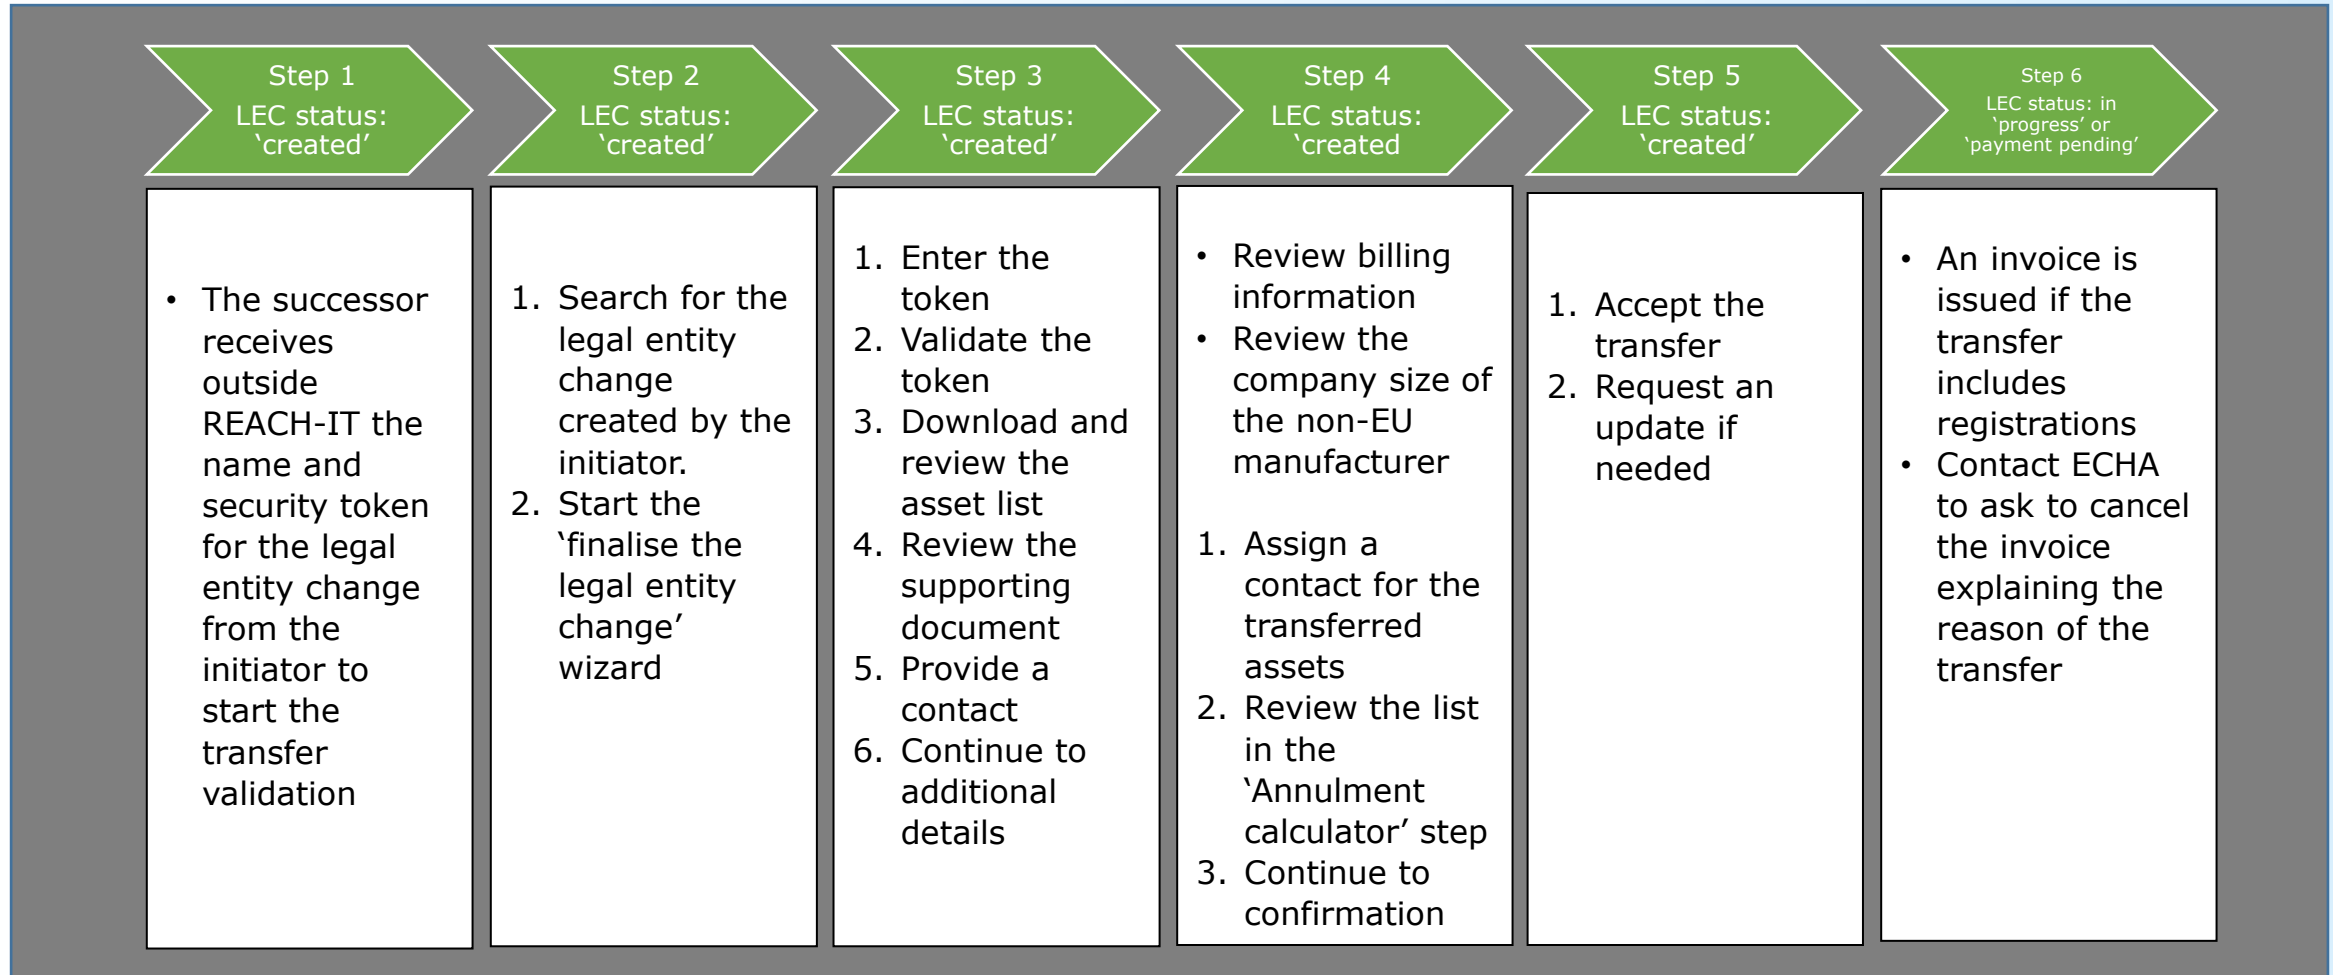 Step 1
LEC status:
‘created’
• The successor
receives
outside
REACH-IT the
name and
security token
for the legal
entity change
from the
initiator to
start the
transfer
validation
Step 2
LEC status:
‘created’
1. Search for the
legal entity
change
created by the
initiator.
2. Start the
‘finalise the
legal entity
change’
wizard
Step 3
LEC status:
‘created’
1. Enter the
token
2. Validate the
token
3. Download and
review the
asset list
4. Review the
supporting
document
5. Provide a
contact
6. Continue to
additional
details
Step 4
LEC status:
‘created
• Review billing
information
• Review the
company size of
the non-EU
manufacturer
1. Assign a
contact for the
transferred
assets
2. Review the list
in the
‘Annulment
calculator’ step
3. Continue to
confirmation
Step 5
LEC status:
‘created’
1. Accept the
transfer
2. Request an
update if
needed
Step 6
LEC status: in
‘progress’ or
‘payment pending’
• An invoice is
issued if the
transfer
includes
registrations
• Contact ECHA
to ask to cancel
the invoice
explaining the
reason of the
transfer